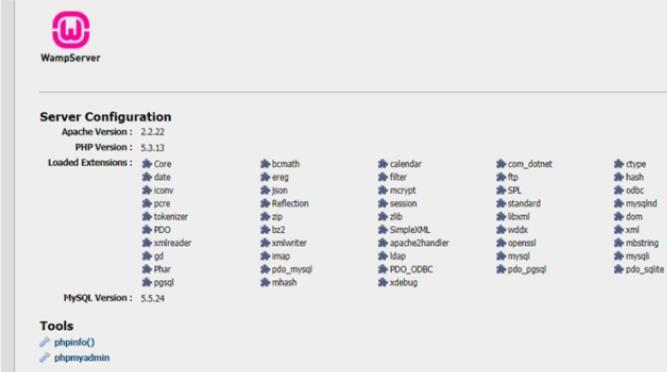 WampServer
Server Configuration
Apache Version : 2.2.22
PHP Version : 5.3.13
Loaded Extensions : Core bcmath calendar com_dotnet ctype
date ereg filter ftp hash
iconv json mcrypt SPL odbc
pcre Reflection session standard mysqlnd
tokenizer zip zlib libxml dom
PDO bz2 SimpleXML wddx xml
xmlreader xmlwriter apache2handler openssl mbstring
gd imap ldap mysql mysqli
Phar pdo_mysql PDO_ODBC pdo_pgsql pdo_sqlite
pgsql mhash xdebug
MySQL Version : 5.5.24
Tools
phpinfo()
phpmyadmin